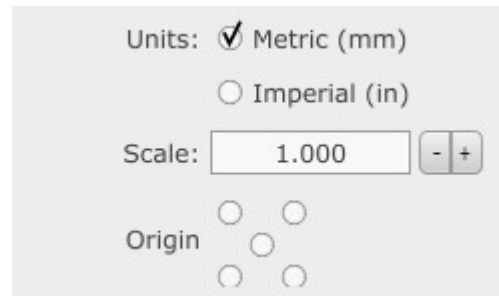 Units: Metric (mm)
Imperial (in)
Scale: 1.000 - +
Origin